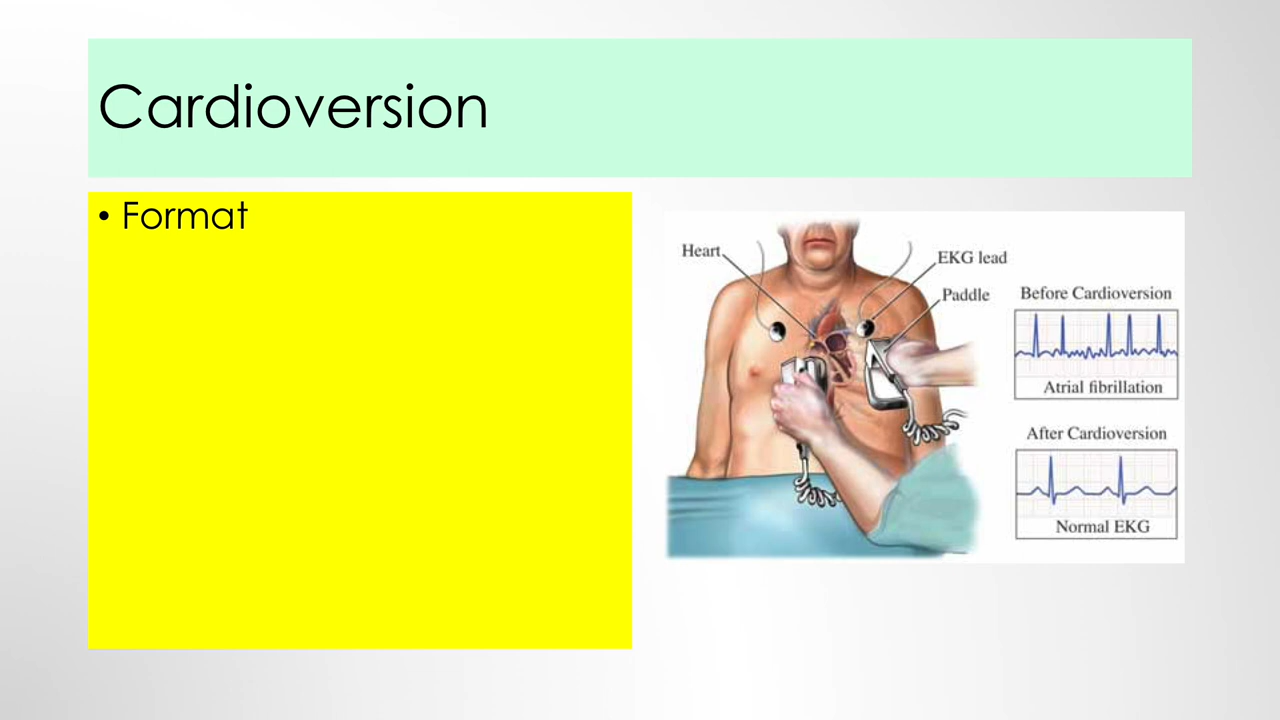 Cardioversion
• Format
Heart
EKG lead
Paddle
Before Cardioversion
Atrial fibrillation
After Cardioversion
Normal EKG